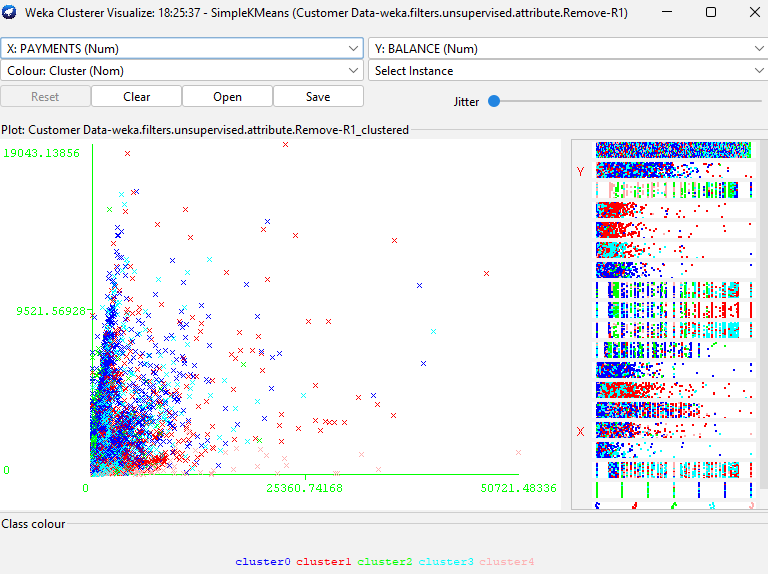 Weka Clusterer Visualize: 18:25:37 - SimpleKMeans (Customer Data-weka.filters.unsupervised.attribute.Remove-R1)
X: PAYMENTS (Num) Y: BALANCE (Num)
Colour: Cluster (Nom) Select Instance
Reset Clear Open Save Jitter
Plot: Customer Data-weka.filters.unsupervised.attribute.Remove-R1_clustered
19043.13856
Y
9521.56928
X
0
0 25360.74168 50721.48336
Class colour
cluster0 cluster1 cluster2 cluster3 cluster4